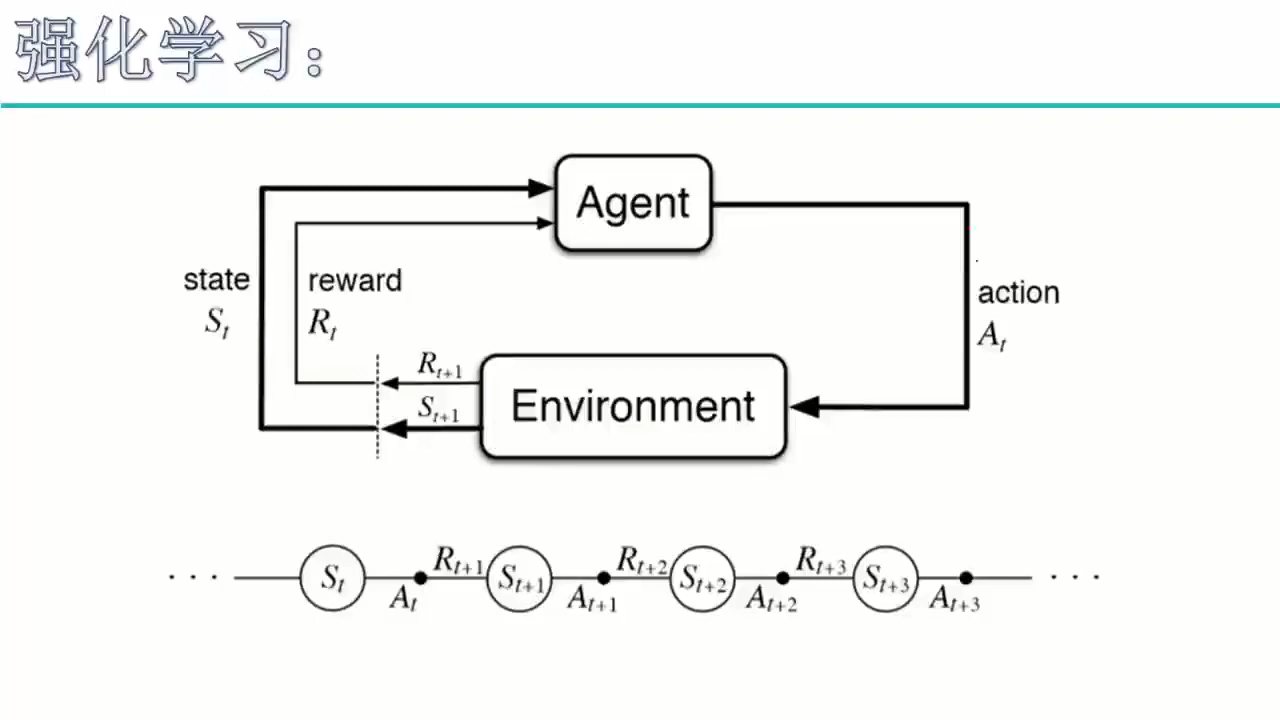 强化学习：
Agent
state
S_t
reward
R_t
action
A_t
R_{t+1}
S_{t+1}
Environment
· · · S_t A_t R_{t+1} S_{t+1} A_{t+1} R_{t+2} S_{t+2} A_{t+2} R_{t+3} S_{t+3} A_{t+3} · · ·